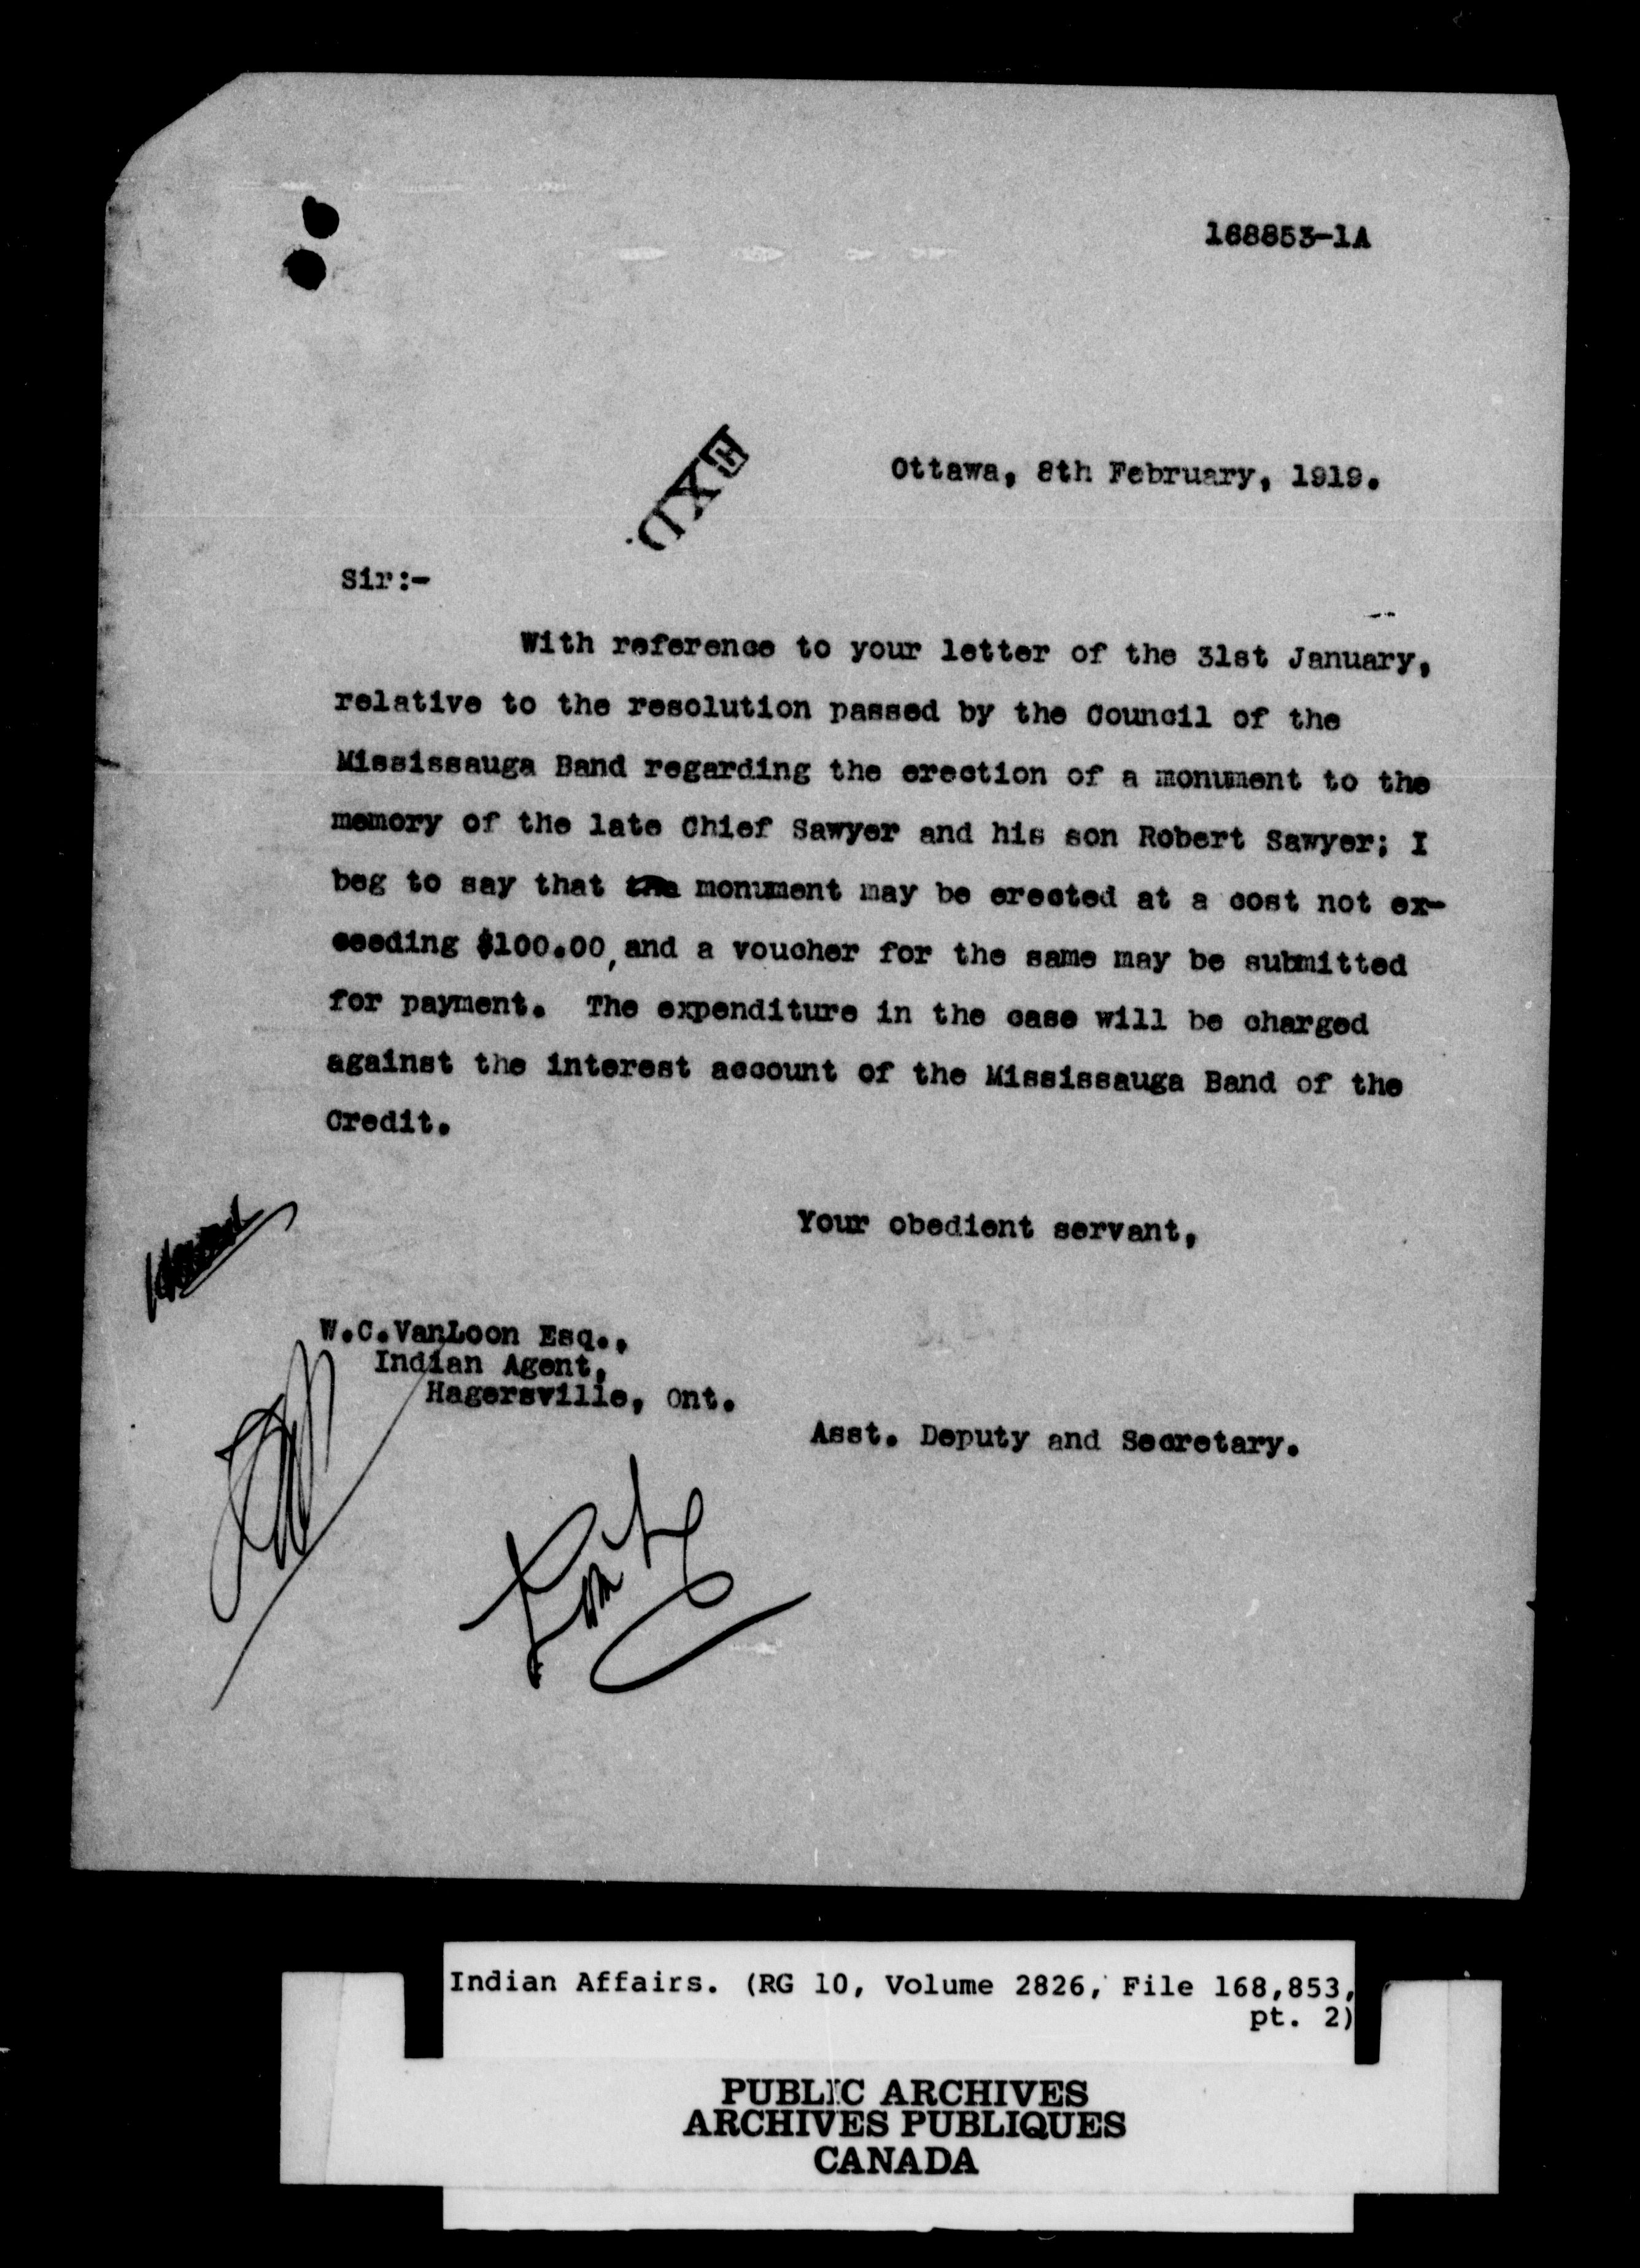 168853-1A
Ottawa, 8th February, 1919.
Sir:-
With reference to your letter of the 31st January,
relative to the resolution passed by the Council of the
Mississauga Band regarding the erection of a monument to the
memory of the late Chief Sawyer and his son Robert Sawyer; I
beg to say that the monument may be erected at a cost not ex-
ceeding $100.00, and a voucher for the same may be submitted
for payment. The expenditure in the case will be charged
against the interest account of the Mississauga Band of the
Credit.
Your obedient servant,
W.C.VanLoon Esq.,
Indian Agent,
Hagersville, Ont.
Asst. Deputy and Secretary.
Indian Affairs. (RG 10, Volume 2826, File 168,853,
pt. 2)
PUBLIC ARCHIVES
ARCHIVES PUBLIQUES
CANADA